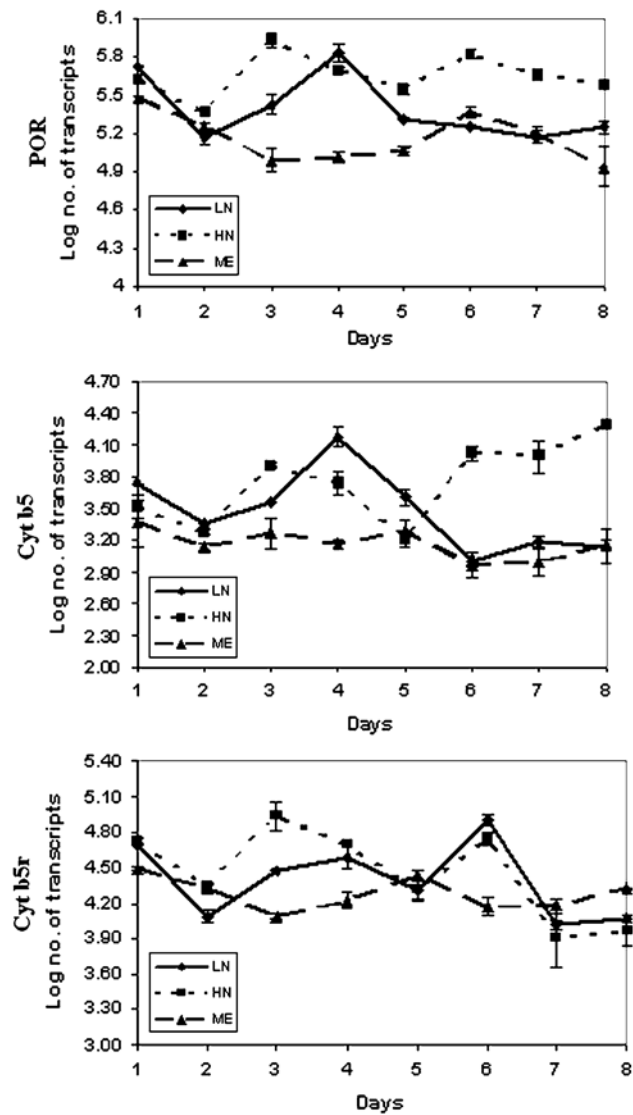 POR
Log no. of transcripts
6.1
5.8
5.5
5.2
4.9
4.6
4.3
4
LN
HN
ME
1 2 3 4 5 6 7 8
Days
Cyt b5
Log no. of transcripts
4.70
4.40
4.10
3.80
3.50
3.20
2.90
2.60
2.30
2.00
LN
HN
ME
1 2 3 4 5 6 7 8
Days
Cyt b5r
Log no. of transcripts
5.40
5.10
4.80
4.50
4.20
3.90
3.60
3.30
3.00
LN
HN
ME
1 2 3 4 5 6 7 8
Days